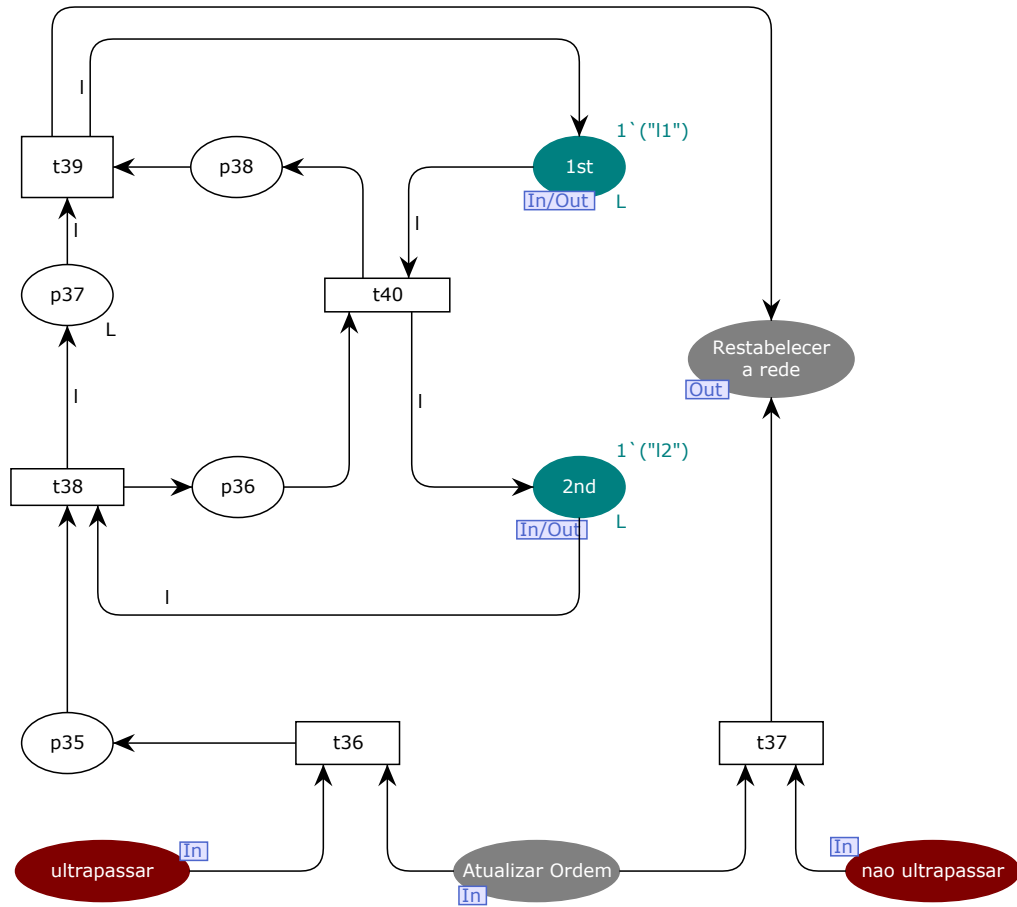 l
1`("l1")
t39
p38
1st
In/Out
L
l
l
p37
t40
L
Restabelecer
a rede
Out
l
l
1`("l2")
t38
p36
2nd
In/Out
L
l
p35
t36
t37
In
In
ultrapassar
Atualizar Ordem
nao ultrapassar
In